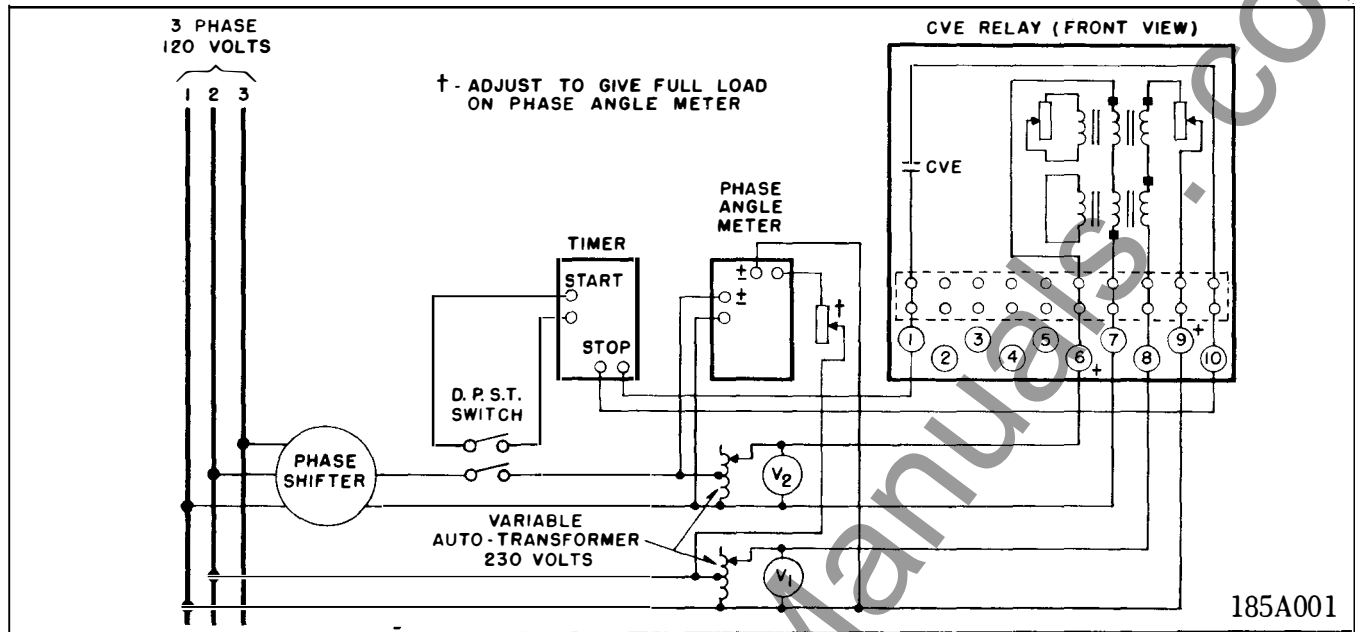 3 PHASE
120 VOLTS
1 2 3
† - ADJUST TO GIVE FULL LOAD
ON PHASE ANGLE METER
CVE RELAY (FRONT VIEW)
CVE
PHASE
ANGLE
METER
TIMER
START
STOP
±
±
†
1 2 3 4 5 6 + 7 8 9 + 10
D. P. S. T.
SWITCH
PHASE
SHIFTER
V2
VARIABLE
AUTO-TRANSFORMER
230 VOLTS
V1
185A001
Manuals.co